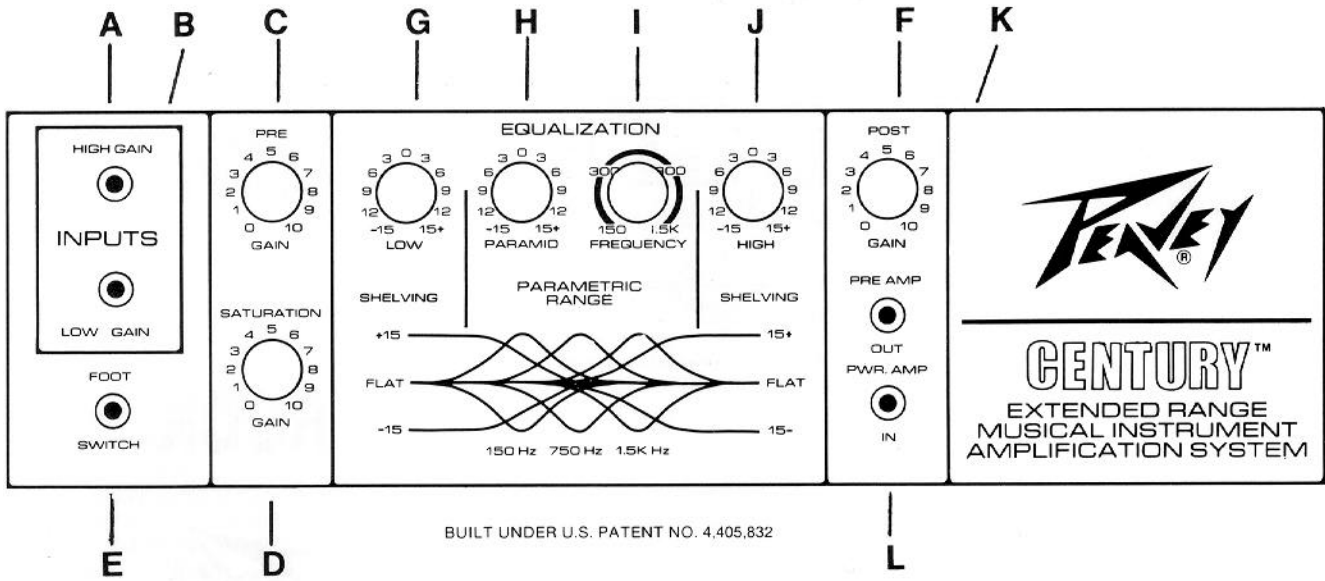 A B C G H I J F K
HIGH GAIN
INPUTS
LOW GAIN
FOOT
SWITCH
PRE
0 1 2 3 4 5 6 7 8 9 10
GAIN
SATURATION
0 1 2 3 4 5 6 7 8 9 10
GAIN
EQUALIZATION
-15 12 9 6 3 0 3 6 9 12 15+
LOW
-15 12 9 6 3 0 3 6 9 12 15+
PARAMID
150 300 900 1.5K
FREQUENCY
-15 12 9 6 3 0 3 6 9 12 15+
HIGH
SHELVING
PARAMETRIC
RANGE
SHELVING
+15 15+
FLAT FLAT
-15 15-
150 Hz 750 Hz 1.5K Hz
POST
0 1 2 3 4 5 6 7 8 9 10
GAIN
PRE AMP
OUT
PWR. AMP
IN
PEAVEY®
CENTURY™
EXTENDED RANGE
MUSICAL INSTRUMENT
AMPLIFICATION SYSTEM
BUILT UNDER U.S. PATENT NO. 4,405,832
E D L